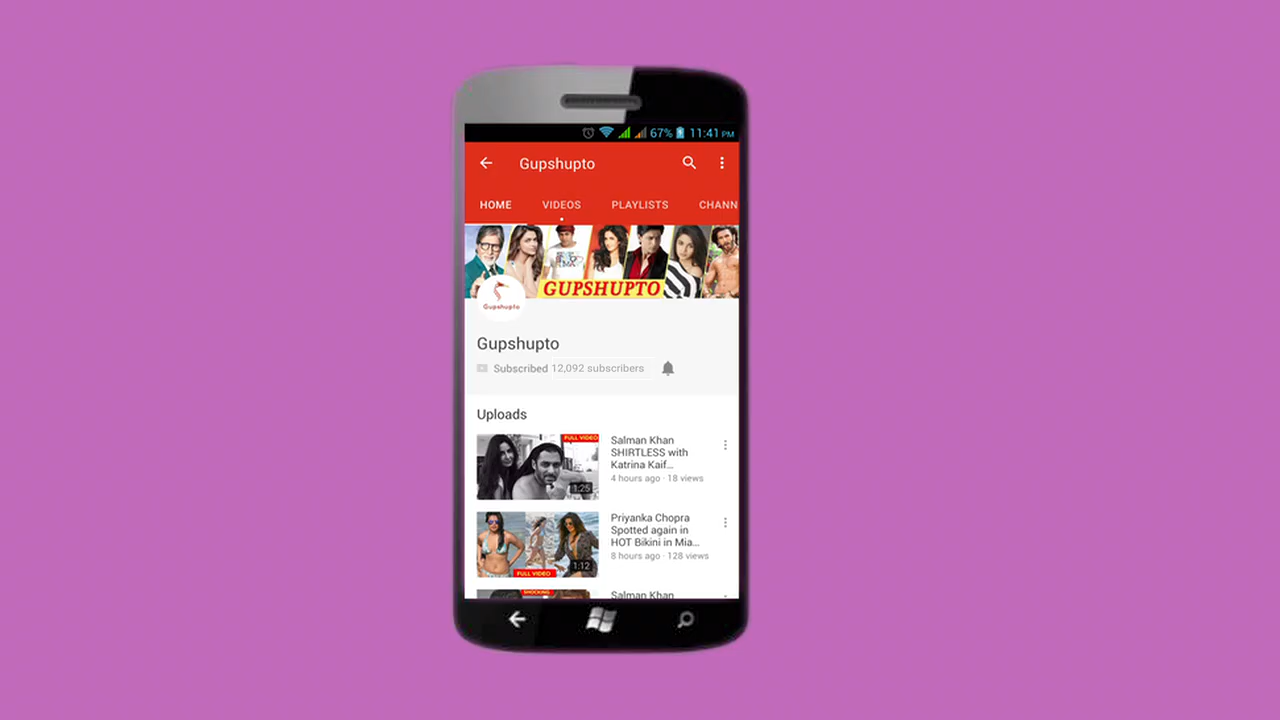 67% 11:41 PM
Gupshupto
HOME VIDEOS PLAYLISTS CHANN
GUPSHUPTO
Gupshupto
Gupshupto
Subscribed 12,092 subscribers
Uploads
FULL VIDEO
1:25
Salman Khan
SHIRTLESS with
Katrina Kaif...
4 hours ago · 18 views
FULL VIDEO
1:12
Priyanka Chopra
Spotted again in
HOT Bikini in Mia...
8 hours ago · 128 views
SHOCKING
Salman Khan